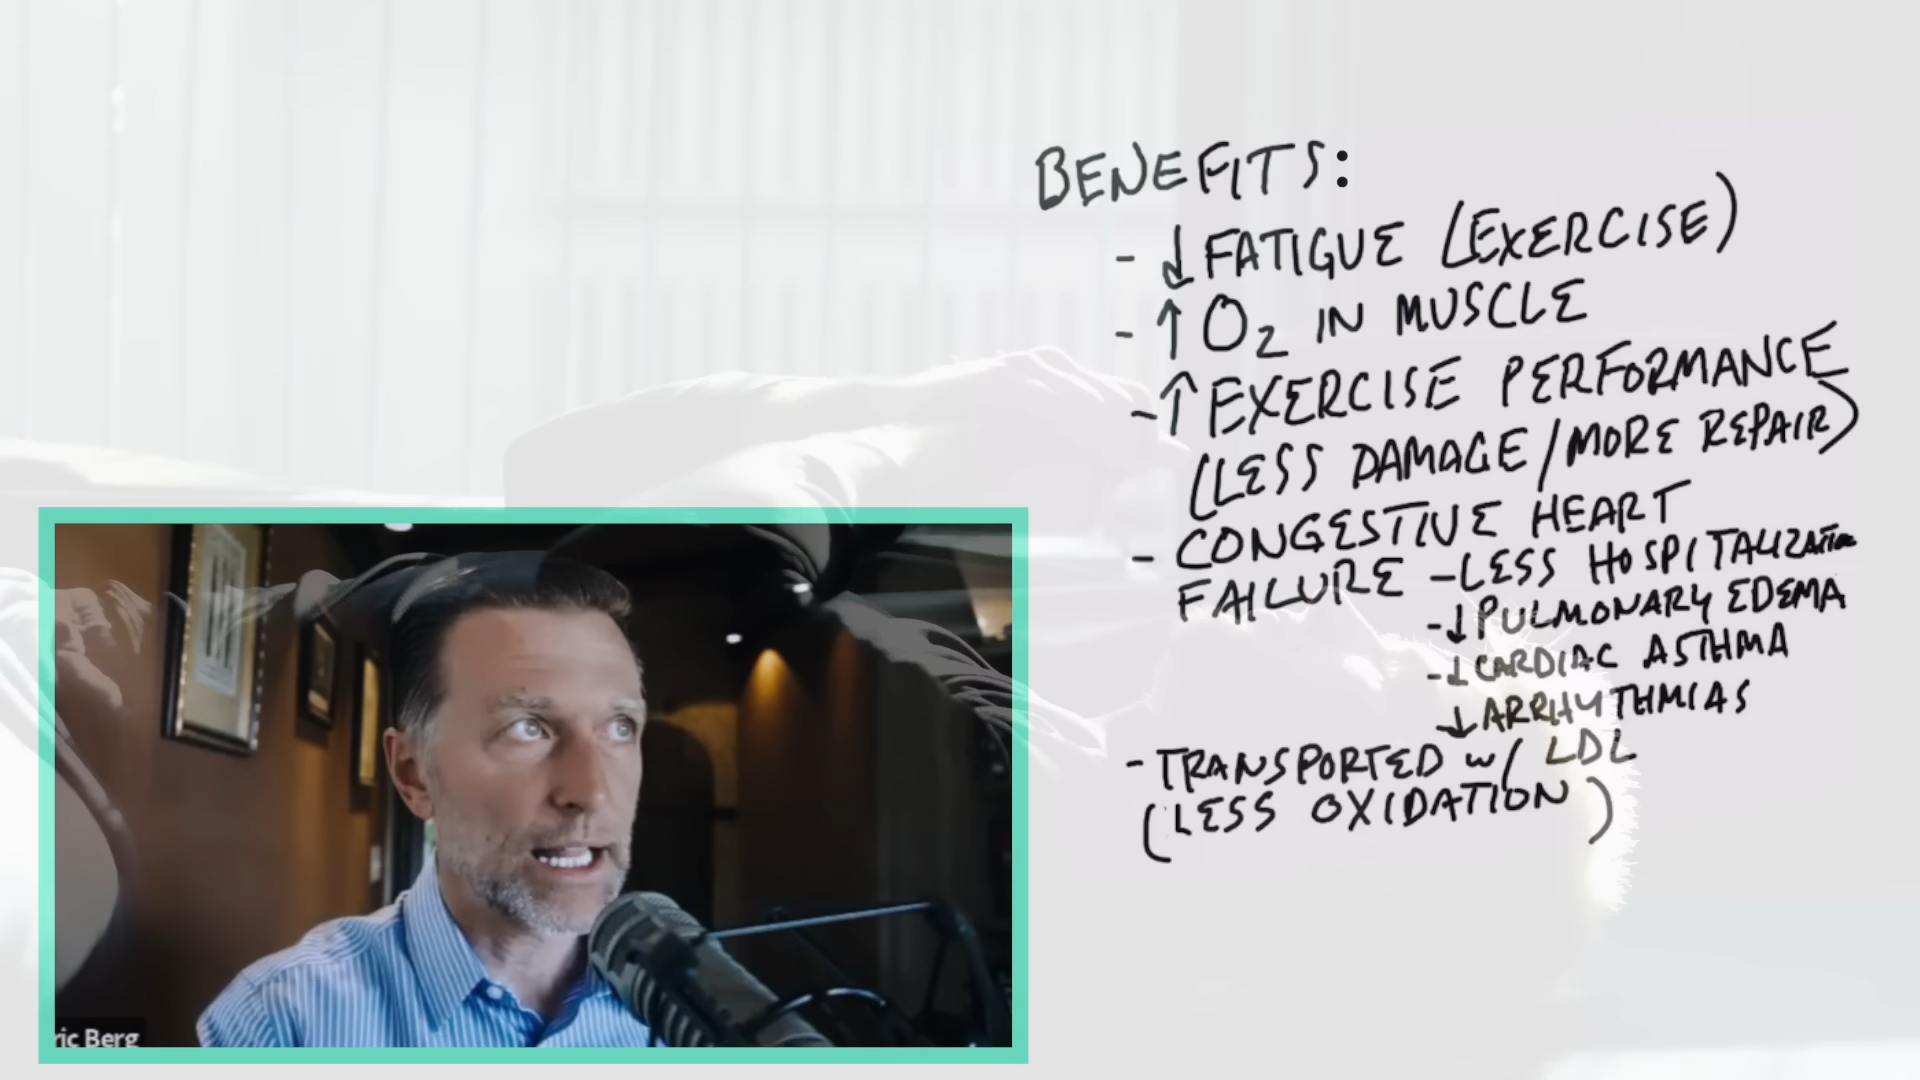 BENEFITS:
- ↓ FATIGUE (EXERCISE)
- ↑ O2 IN MUSCLE
- ↑ EXERCISE PERFORMANCE
(LESS DAMAGE/MORE REPAIR)
- CONGESTIVE HEART
FAILURE - LESS HOSPITALIZATION
- ↓ PULMONARY EDEMA
- ↓ CARDIAC ASTHMA
↓ ARRHYTHMIAS
- TRANSPORTED w/ LDL
(LESS OXIDATION)
ric Berg